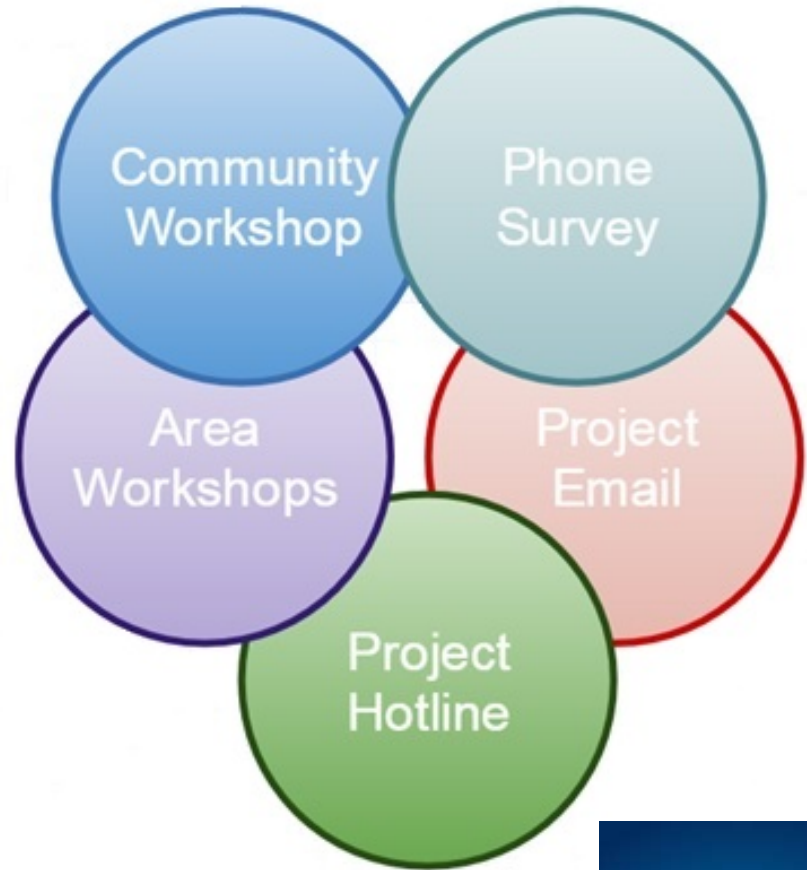 Community
Workshop
Phone
Survey
Area
Workshops
Project
Email
Project
Hotline